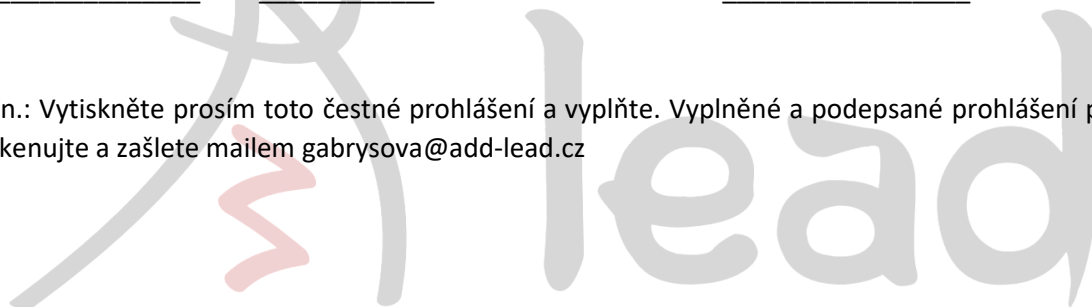 n.: Vytiskněte prosím toto čestné prohlášení a vyplňte. Vyplněné a podepsané prohlášení p
kenujte a zašlete mailem gabrysova@add-lead.cz
lead